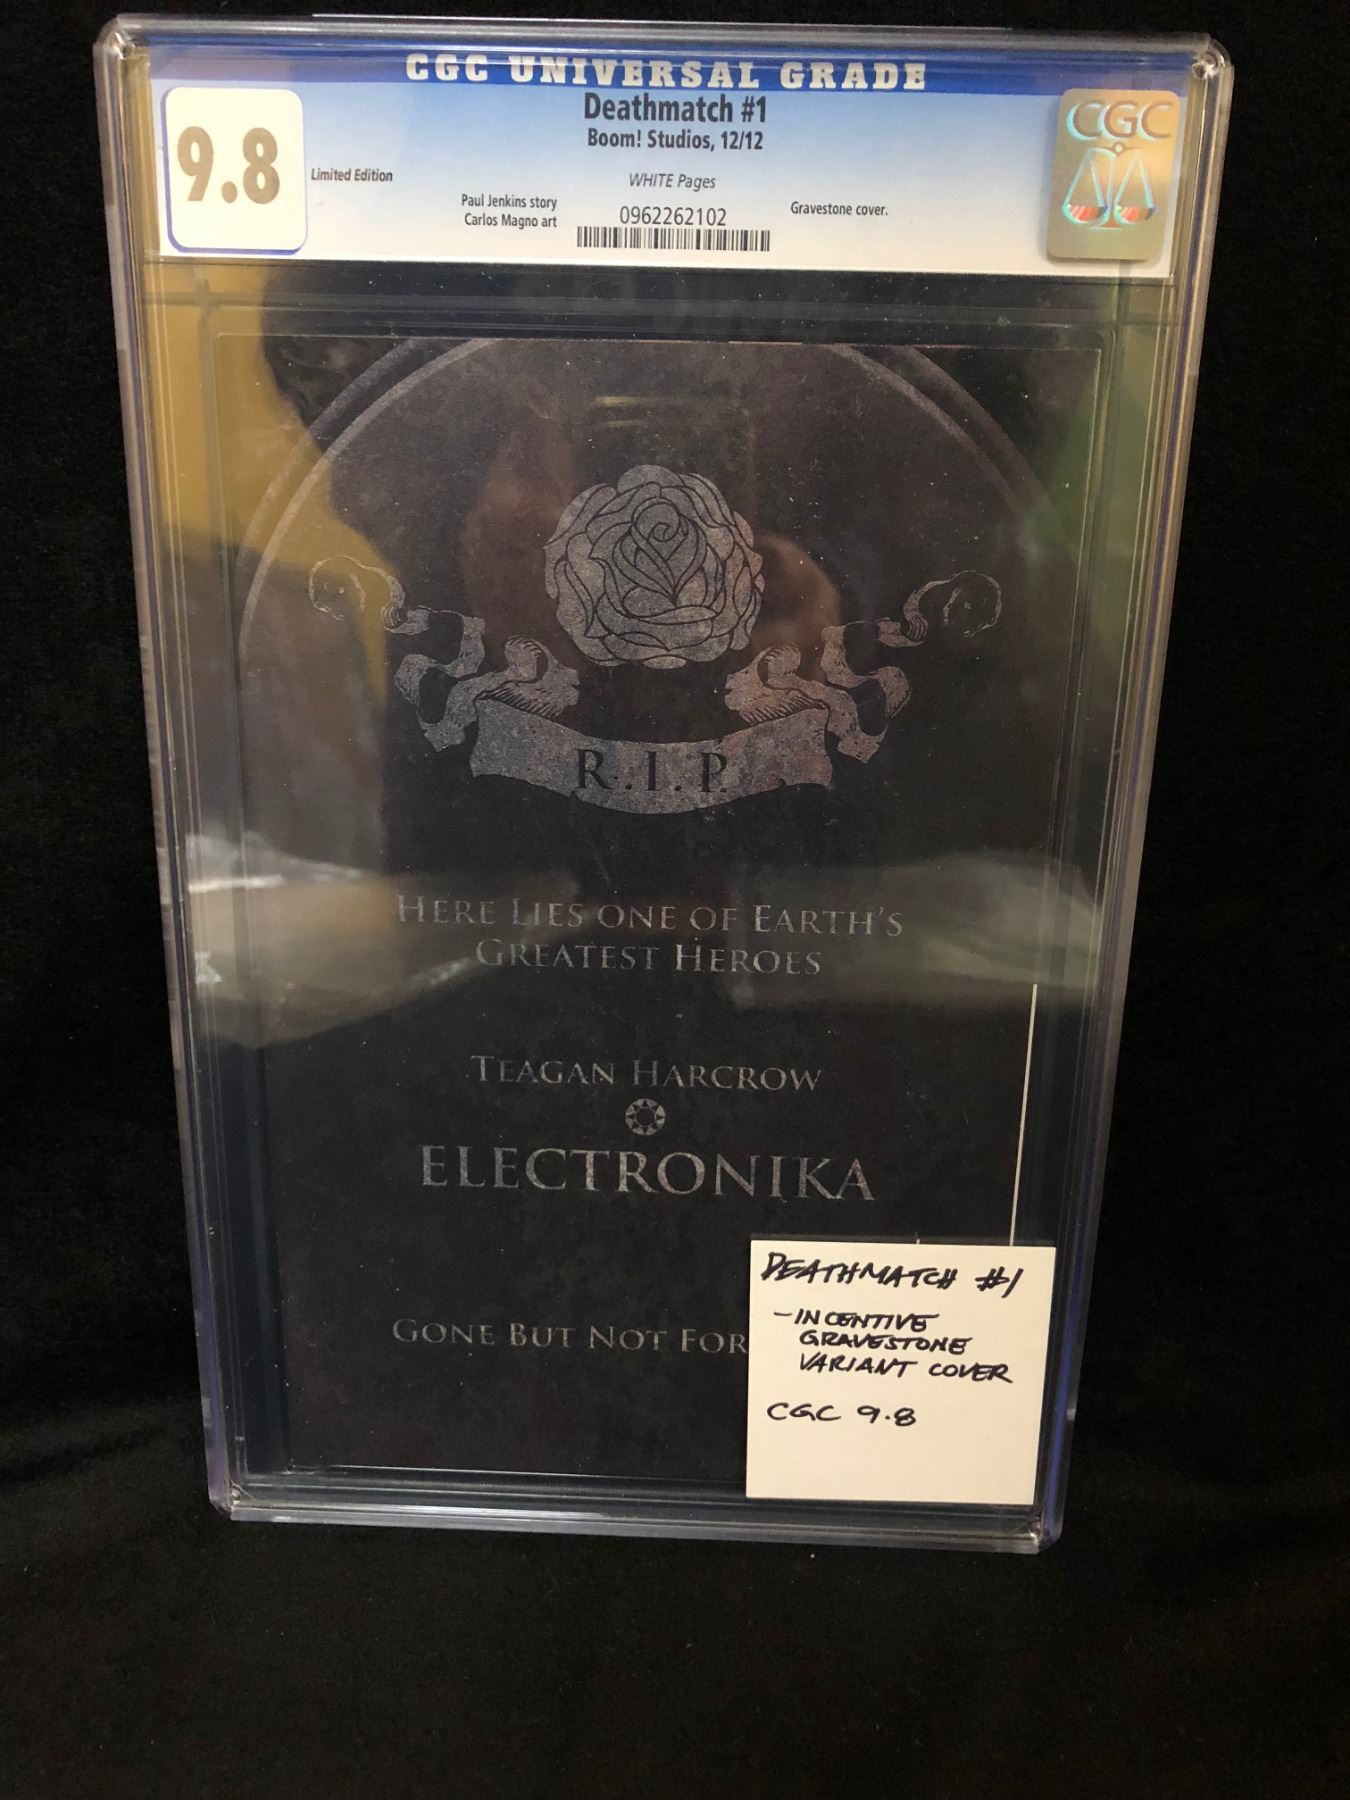 CGC UNIVERSAL GRADE
9.8
Deathmatch #1
Boom! Studios, 12/12
Limited Edition
WHITE Pages
Paul Jenkins story
Carlos Magno art
0962262102
Gravestone cover.
CGC
R.I.P.
HERE LIES ONE OF EARTH'S
GREATEST HEROES
TEAGAN HARCROW
ELECTRONIKA
GONE BUT NOT FOR
DEATHMATCH #1
-INCENTIVE
GRAVESTONE
VARIANT COVER
CGC 9.8